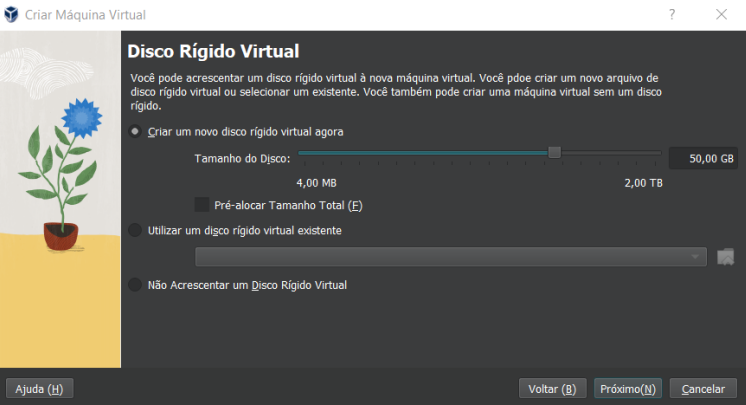 Criar Máquina Virtual
?
Disco Rígido Virtual
Você pode acrescentar um disco rígido virtual à nova máquina virtual. Você pdoe criar um novo arquivo de
disco rígido virtual ou selecionar um existente. Você também pode criar uma máquina virtual sem um disco
rígido.
Criar um novo disco rígido virtual agora
Tamanho do Disco:
50,00 GB
4,00 MB
2,00 TB
Pré-alocar Tamanho Total (F)
Utilizar um disco rígido virtual existente
Não Acrescentar um Disco Rígido Virtual
Ajuda (H)
Voltar (B)
Próximo(N)
Cancelar